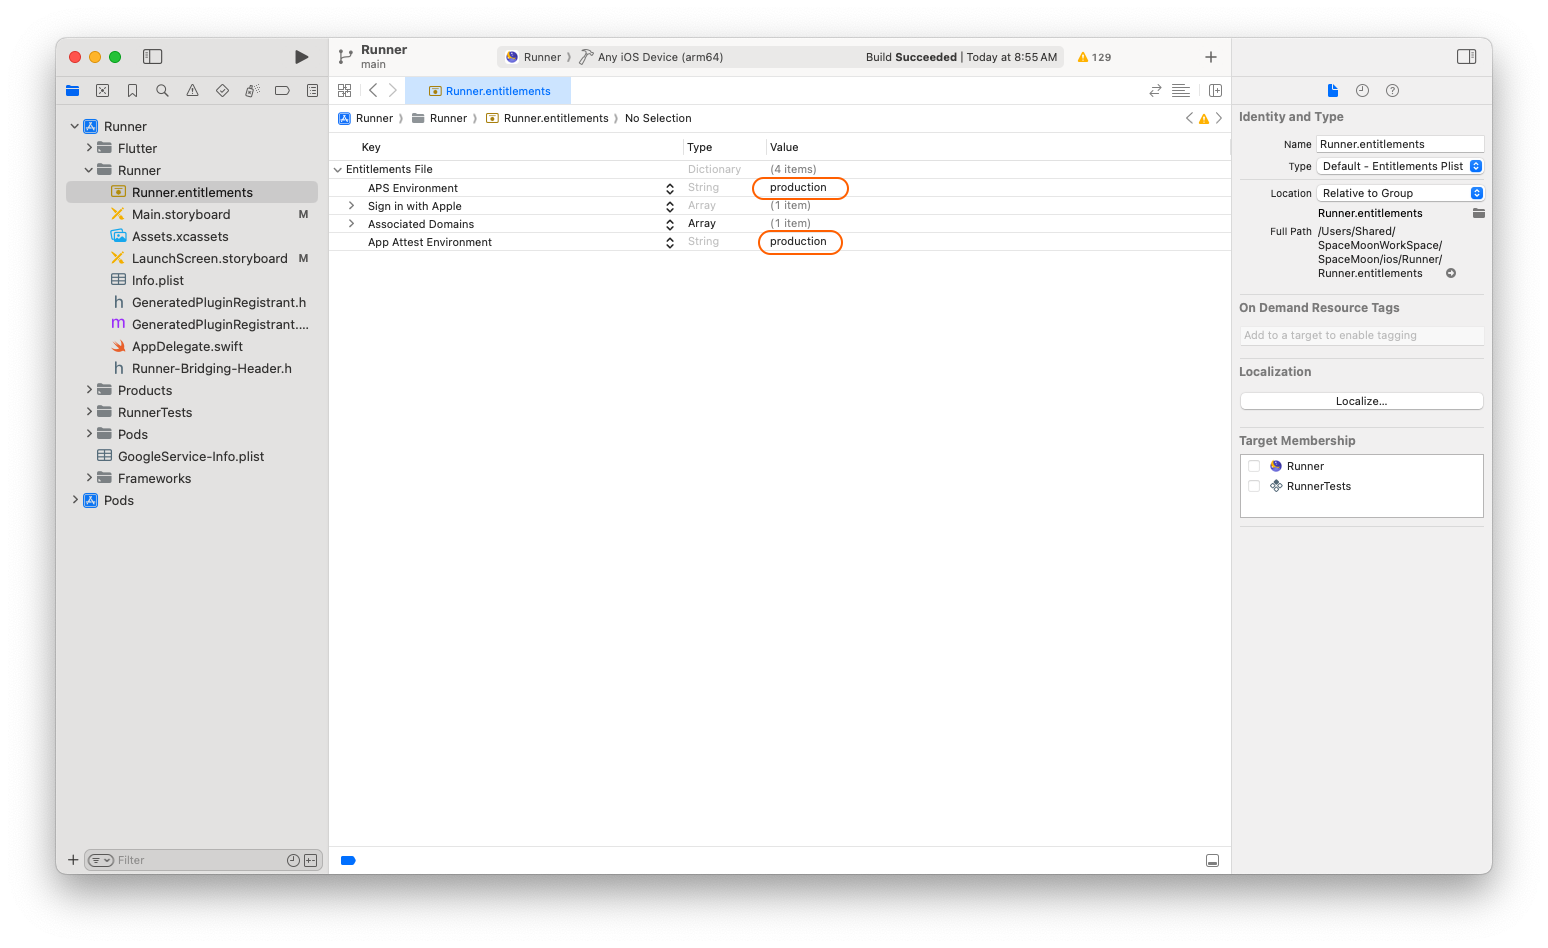 Runner
main
Runner
Any iOS Device (arm64)
Build Succeeded | Today at 8:55 AM
129
Runner
Flutter
Runner
Runner.entitlements
Main.storyboard M
Assets.xcassets
LaunchScreen.storyboard M
Info.plist
GeneratedPluginRegistrant.h
GeneratedPluginRegistrant....
AppDelegate.swift
Runner-Bridging-Header.h
Products
RunnerTests
Pods
GoogleService-Info.plist
Frameworks
Pods
Filter
Runner.entitlements
Runner Runner Runner.entitlements No Selection
Key Type Value
Entitlements File Dictionary (4 items)
APS Environment String production
Sign in with Apple Array (1 item)
Associated Domains Array (1 item)
App Attest Environment String production
Identity and Type
Name Runner.entitlements
Type Default - Entitlements Plist
Location Relative to Group
Runner.entitlements
Full Path /Users/Shared/
SpaceMoonWorkSpace/
SpaceMoon/ios/Runner/
Runner.entitlements
On Demand Resource Tags
Add to a target to enable tagging
Localization
Localize...
Target Membership
Runner
RunnerTests